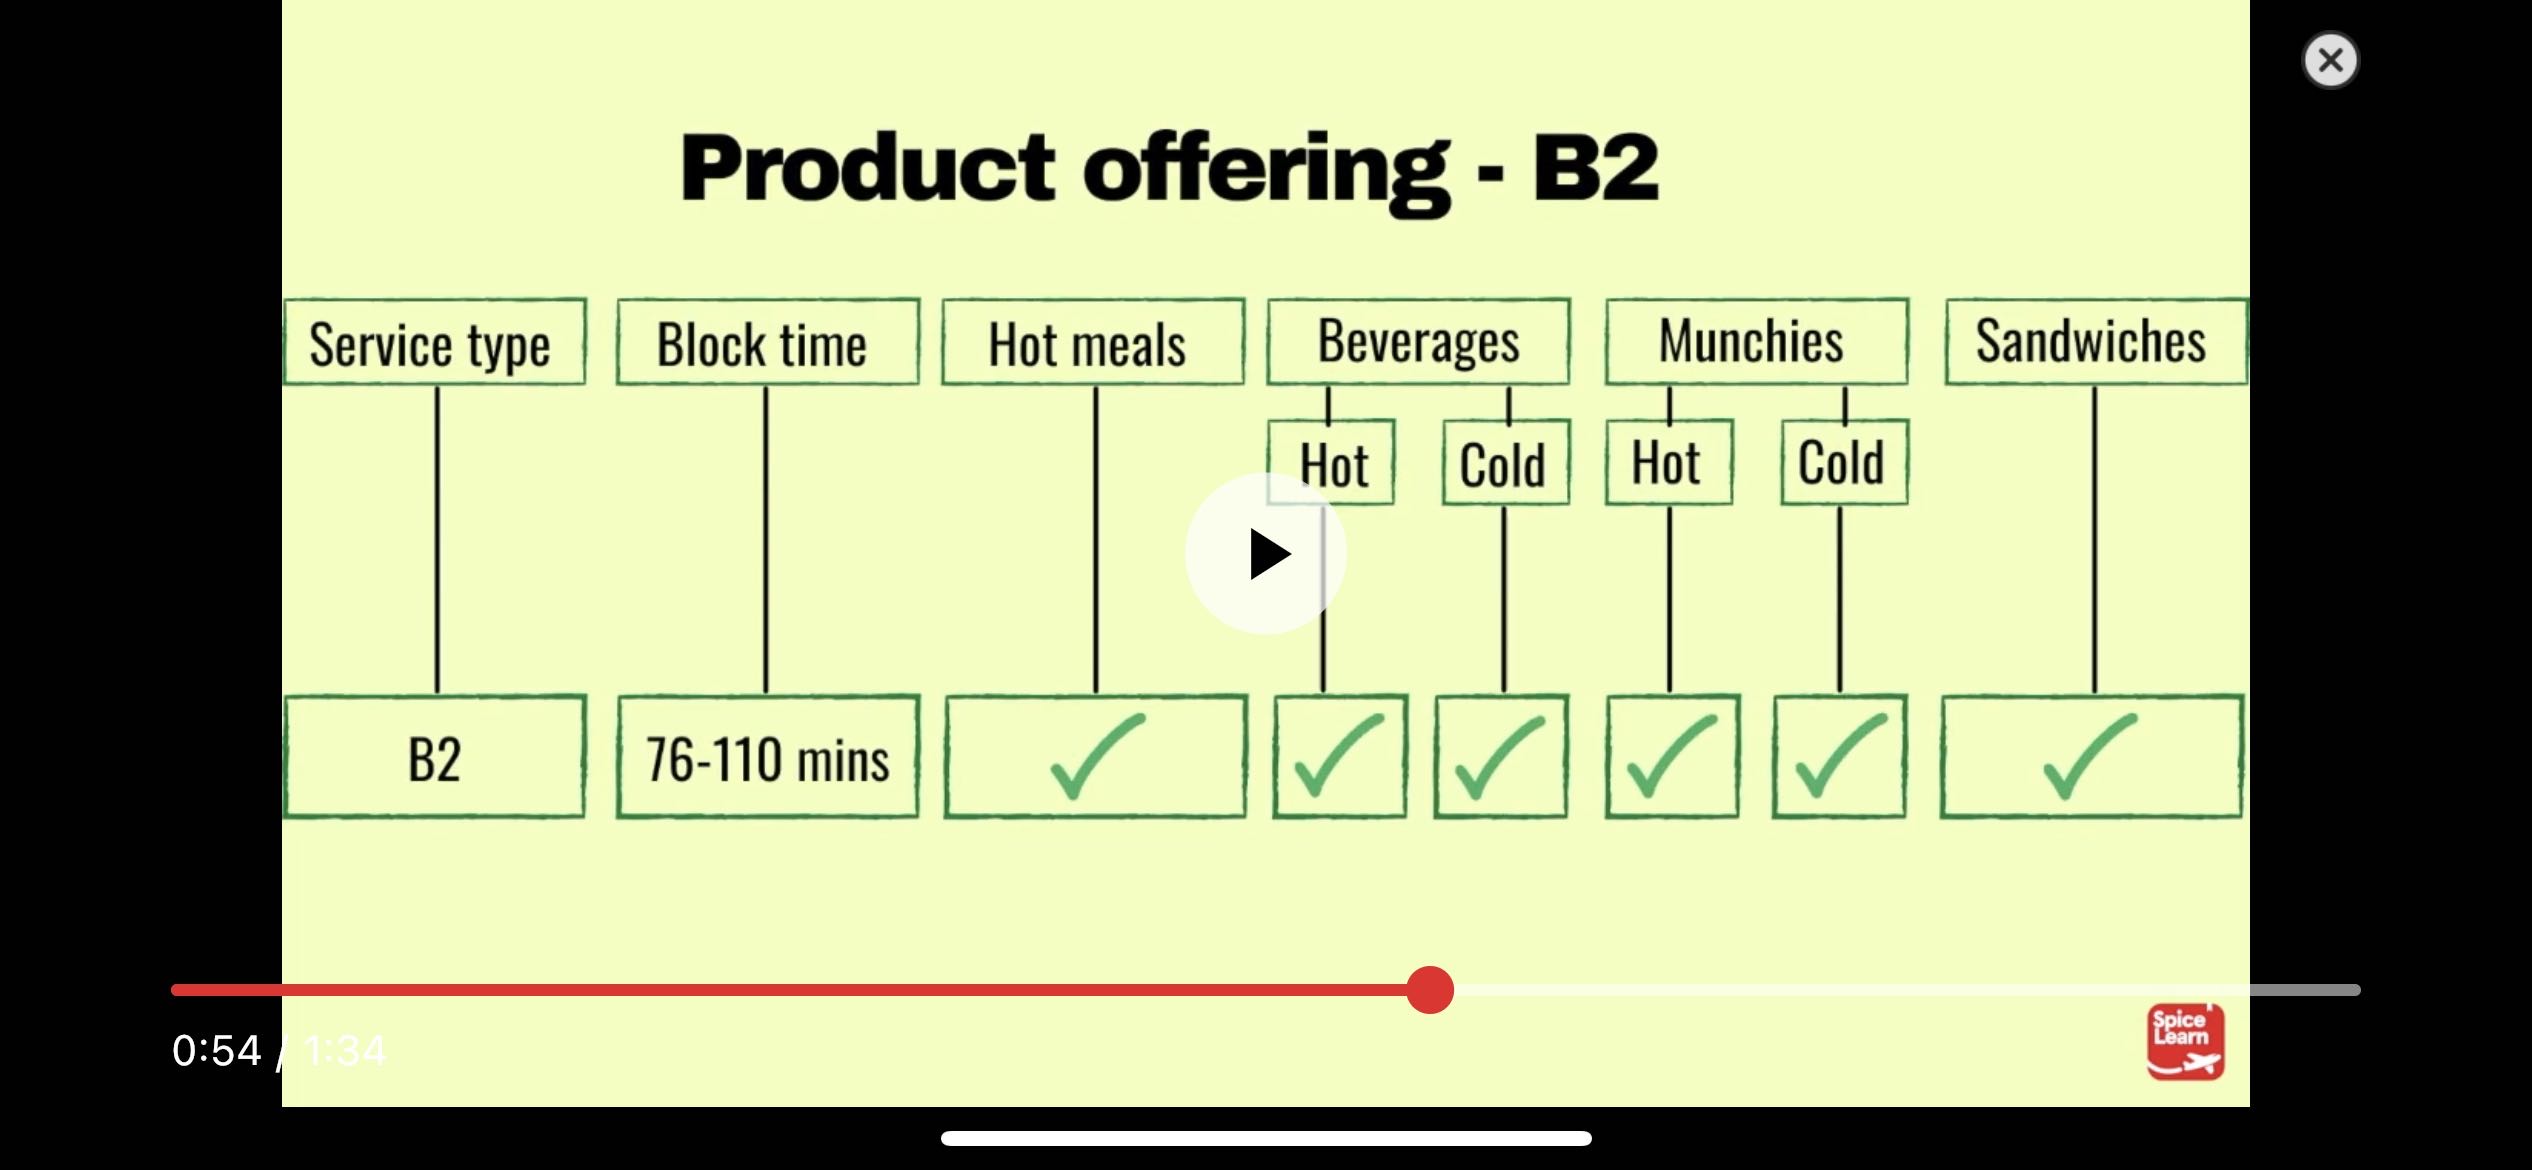 Product offering - B2
Service type
Block time
Hot meals
Beverages
Munchies
Sandwiches
Hot
Cold
Hot
Cold
B2
76-110 mins
0:54 / 1:34
Spice
Learn